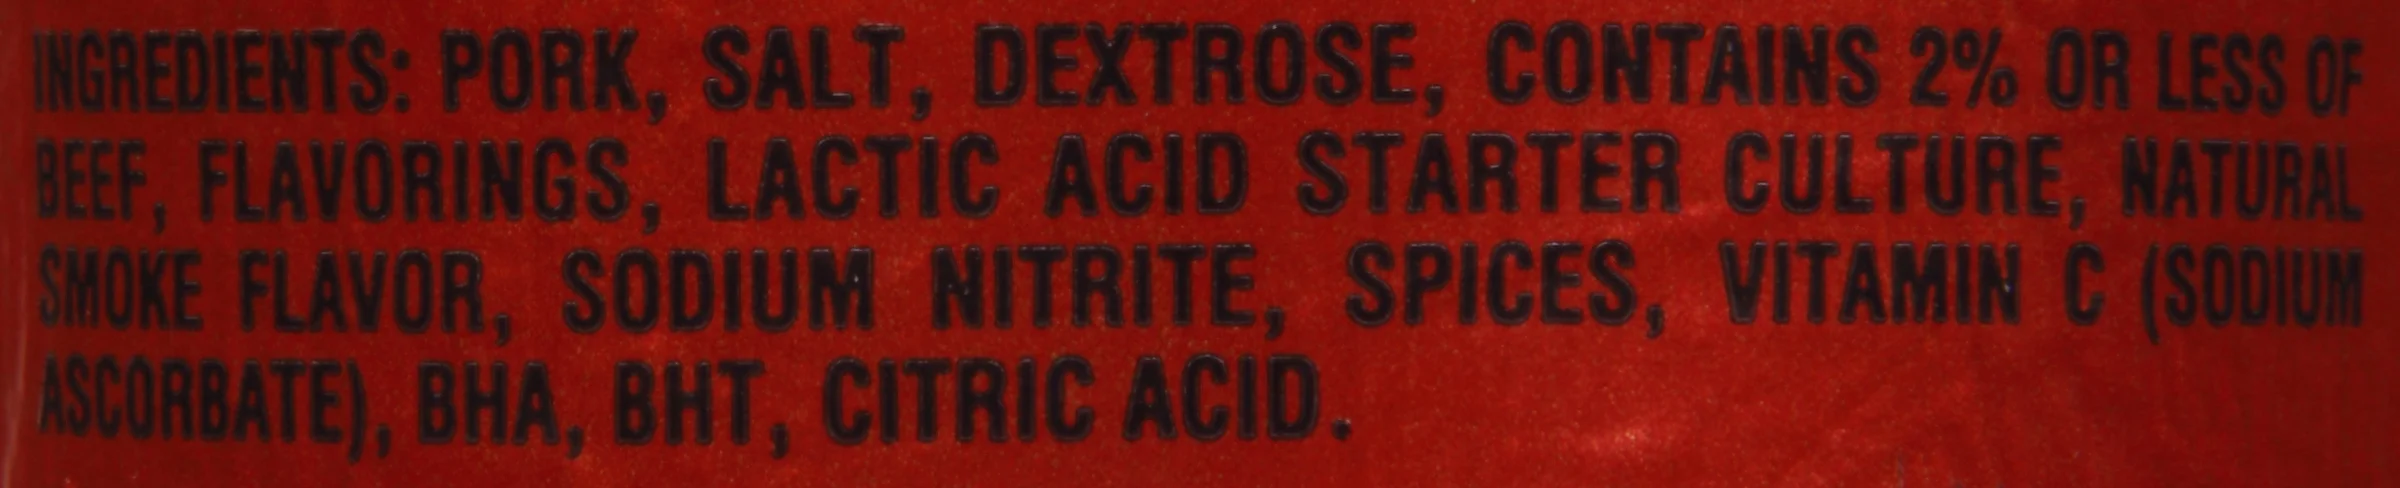 INGREDIENTS: PORK, SALT, DEXTROSE, CONTAINS 2% OR LESS OF
BEEF, FLAVORINGS, LACTIC ACID STARTER CULTURE, NATURAL
SMOKE FLAVOR, SODIUM NITRITE, SPICES, VITAMIN C (SODIUM
ASCORBATE), BHA, BHT, CITRIC ACID.